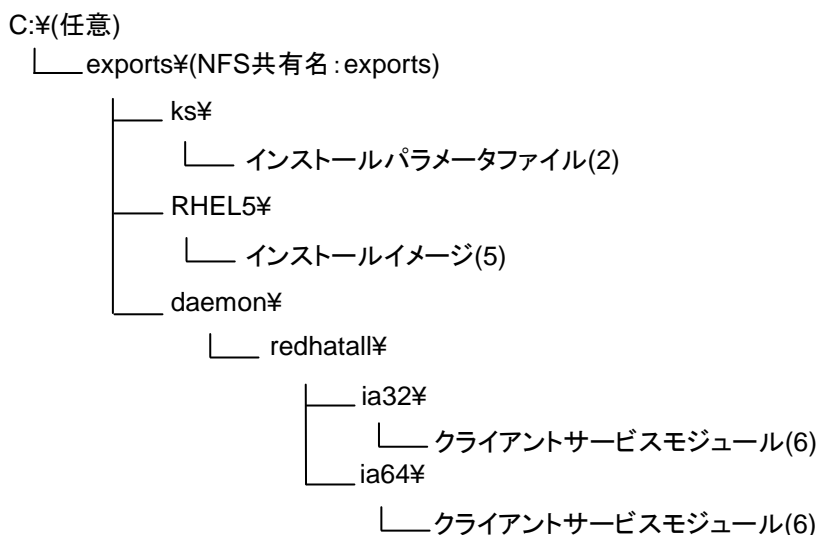 C:¥(任意)
exports¥(NFS共有名:exports)
ks¥
インストールパラメータファイル(2)
RHEL5¥
インストールイメージ(5)
daemon¥
redhatall¥
ia32¥
クライアントサービスモジュール(6)
ia64¥
クライアントサービスモジュール(6)